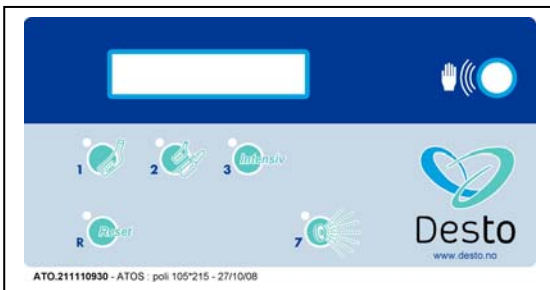 1
2
3 Intensiv
R Reset
7
Desto
www.desto.no
ATO.211110930 - ATOS : poli 105*215 - 27/10/08